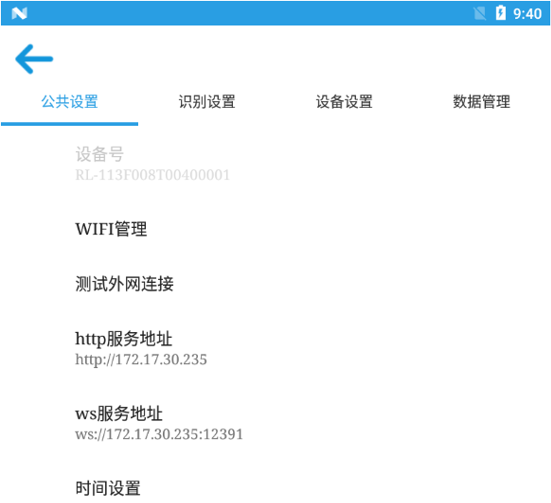 9:40
公共设置 识别设置 设备设置 数据管理
设备号
RL-113F008T00400001
WIFI管理
测试外网连接
http服务地址
http://172.17.30.235
ws服务地址
ws://172.17.30.235:12391
时间设置